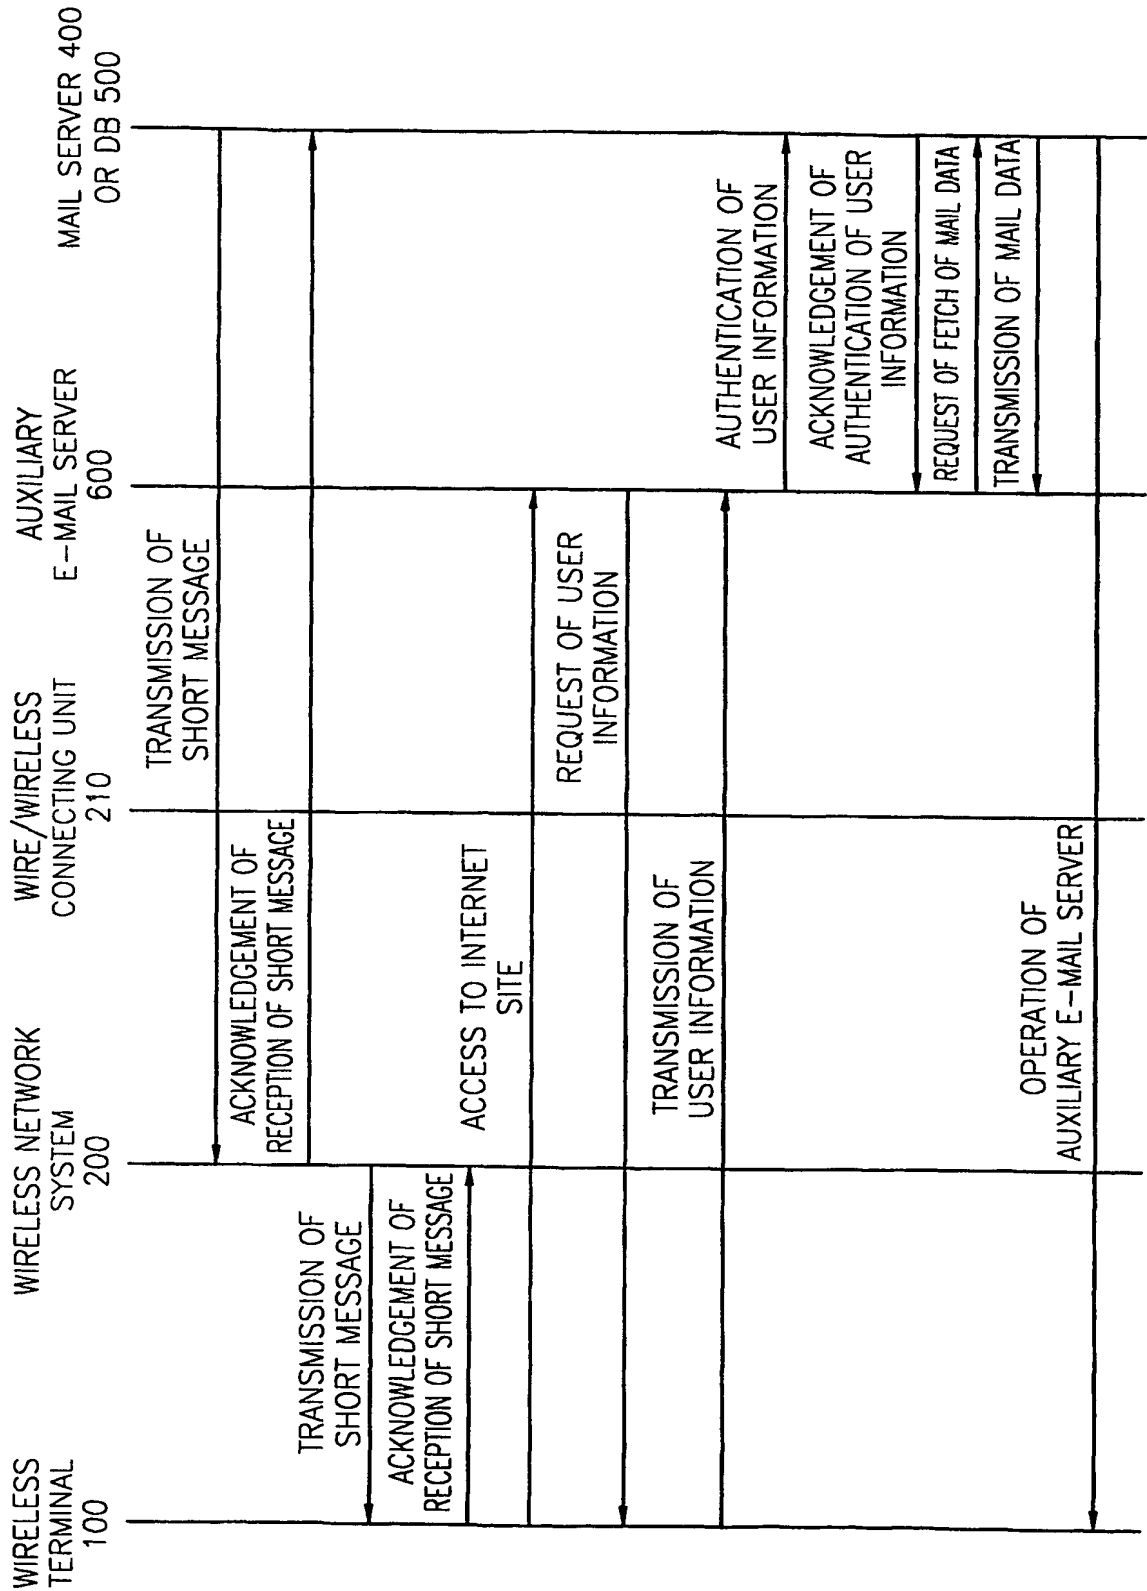 WIRELESS
TERMINAL
100
WIRELESS NETWORK
SYSTEM
200
WIRE/WIRELESS
CONNECTING UNIT
210
AUXILIARY
E-MAIL SERVER
600
MAIL SERVER 400
OR DB 500
TRANSMISSION OF
SHORT MESSAGE
ACKNOWLEDGEMENT OF
RECEPTION OF SHORT MESSAGE
TRANSMISSION OF
SHORT MESSAGE
ACKNOWLEDGEMENT OF
RECEPTION OF SHORT MESSAGE
ACCESS TO INTERNET
SITE
REQUEST OF USER
INFORMATION
TRANSMISSION OF
USER INFORMATION
AUTHENTICATION OF
USER INFORMATION
ACKNOWLEDGEMENT OF
AUTHENTICATION OF USER
INFORMATION
REQUEST OF FETCH OF MAIL DATA
TRANSMISSION OF MAIL DATA
OPERATION OF
AUXILIARY E-MAIL SERVER